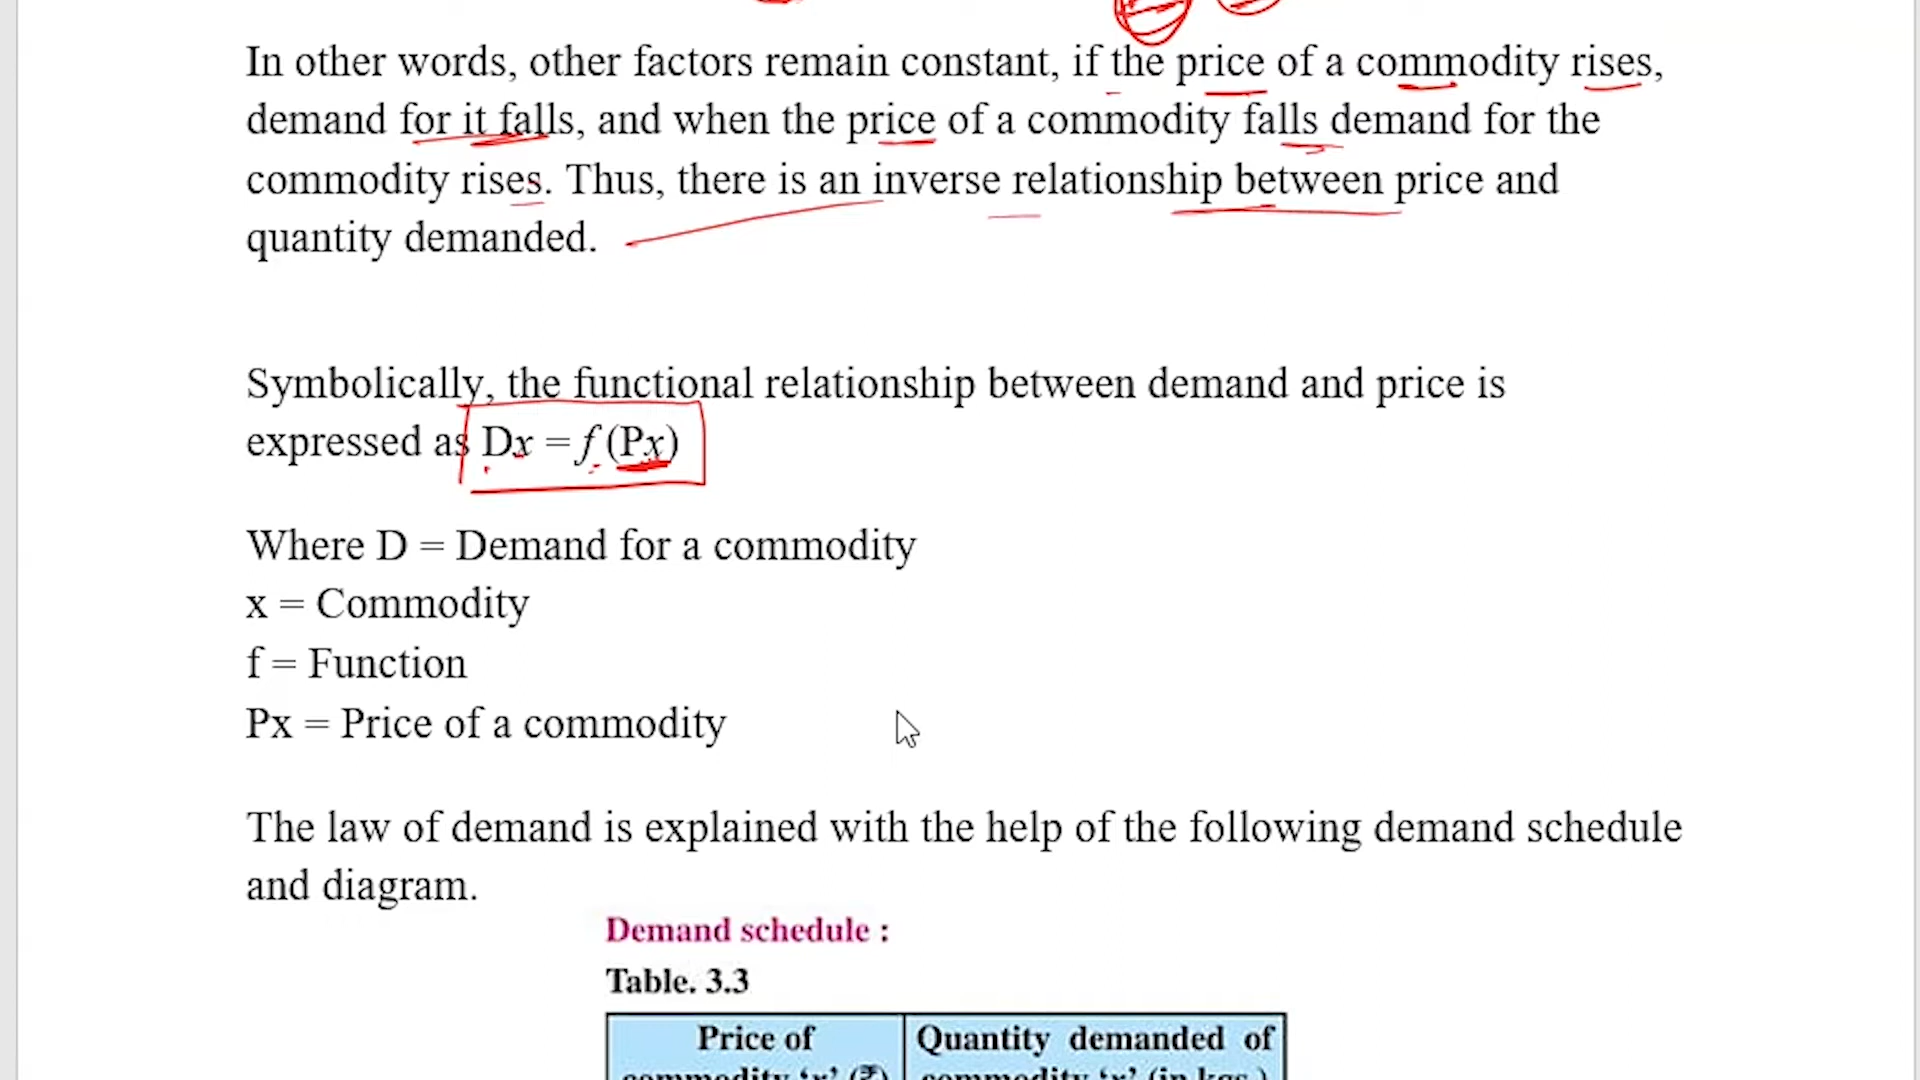 In other words, other factors remain constant, if the price of a commodity rises,
demand for it falls, and when the price of a commodity falls demand for the
commodity rises. Thus, there is an inverse relationship between price and
quantity demanded.
Symbolically, the functional relationship between demand and price is
expressed as Dx = f (Px)
Where D = Demand for a commodity
x = Commodity
f = Function
Px = Price of a commodity
The law of demand is explained with the help of the following demand schedule
and diagram.
Demand schedule :
Table. 3.3
Price of
commodity ‘x’ (₹)
Quantity demanded of
commodity ‘x’ (in kgs.)